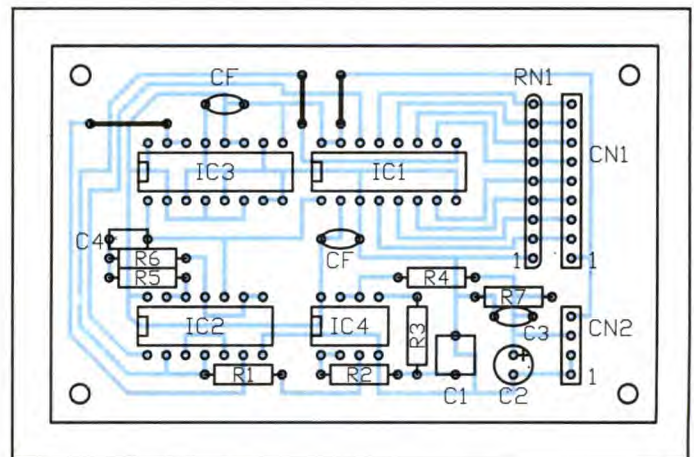 CF
RN1
CN1
IC3
IC1
C4
R6
R5
CF
1
1
R4
R7
C3
CN2
IC2
IC4
R3
+
R1
R2
C1
C2
1